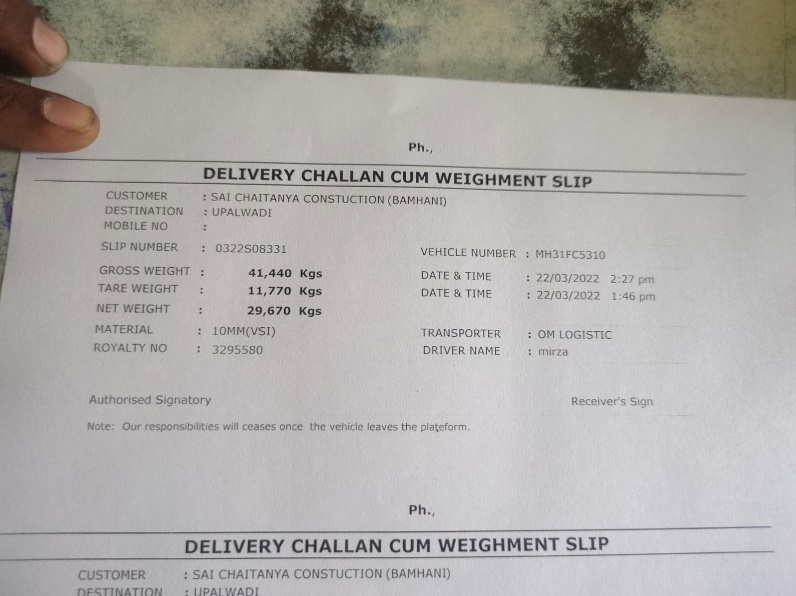 Ph.,
DELIVERY CHALLAN CUM WEIGHMENT SLIP
CUSTOMER : SAI CHAITANYA CONSTUCTION (BAMHANI)
DESTINATION : UPALWADI
MOBILE NO :
SLIP NUMBER : 0322S08331 VEHICLE NUMBER : MH31FC5310
GROSS WEIGHT : 41,440 Kgs DATE & TIME : 22/03/2022 2:27 pm
TARE WEIGHT : 11,770 Kgs DATE & TIME : 22/03/2022 1:46 pm
NET WEIGHT : 29,670 Kgs
MATERIAL : 10MM(VSI) TRANSPORTER : OM LOGISTIC
ROYALTY NO : 3295580 DRIVER NAME : mirza
Authorised Signatory Receiver's Sign
Note: Our responsibilities will ceases once the vehicle leaves the plateform.
Ph.,
DELIVERY CHALLAN CUM WEIGHMENT SLIP
CUSTOMER : SAI CHAITANYA CONSTUCTION (BAMHANI)
DESTINATION : UPALWADI